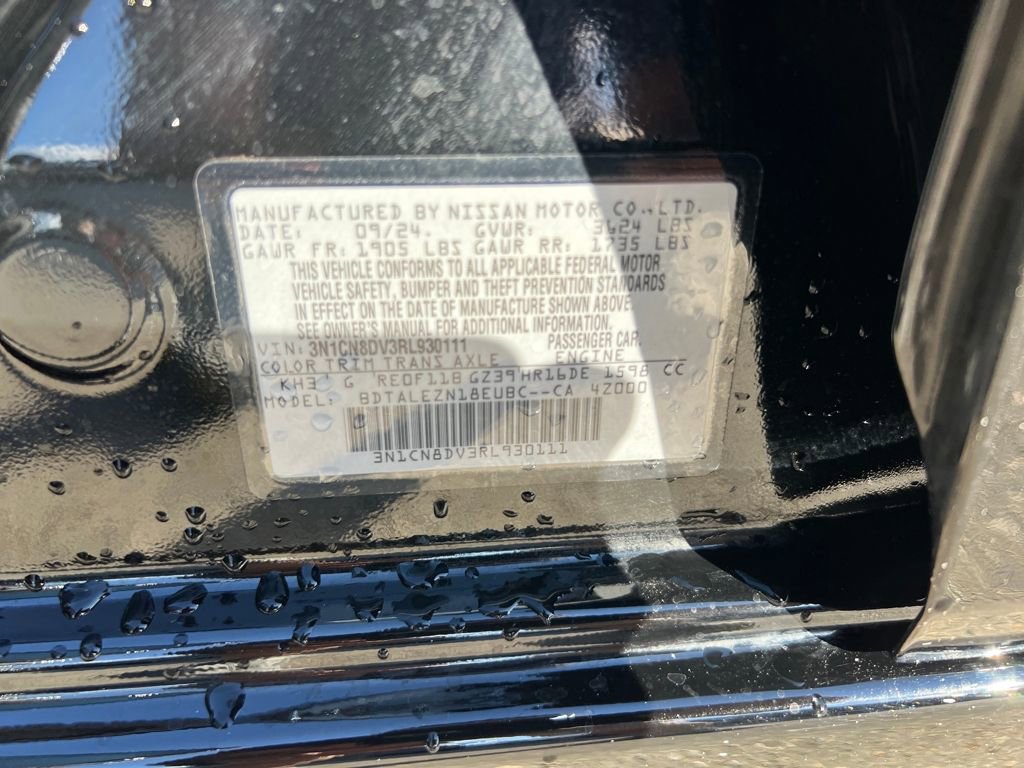 MANUFACTURED BY NISSAN MOTOR CO.,LTD.
DATE: 09/24. GVWR: 3624 LBS
GAWR FR: 1905 LBS GAWR RR: 1735 LBS
THIS VEHICLE CONFORMS TO ALL APPLICABLE FEDERAL MOTOR
VEHICLE SAFETY, BUMPER AND THEFT PREVENTION STANDARDS
IN EFFECT ON THE DATE OF MANUFACTURE SHOWN ABOVE.
SEE OWNER'S MANUAL FOR ADDITIONAL INFORMATION.
VIN: 3N1CN8DV3RL930111 PASSENGER CAR.
COLOR TRIM TRANS AXLE ENGINE
KH3 G RE0F11B GZ39 HR16DE 1598 CC
MODEL: BDTALEZN18EUBC--CA 4Z000
3N1CN8DV3RL930111